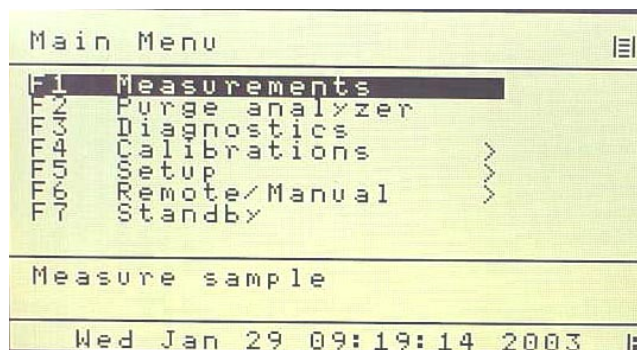 Main Menu
F1 Measurements
F2 Purge analyzer
F3 Diagnostics
F4 Calibrations >
F5 Setup >
F6 Remote/Manual >
F7 Standby
Measure sample
Wed Jan 29 09:19:14 2003